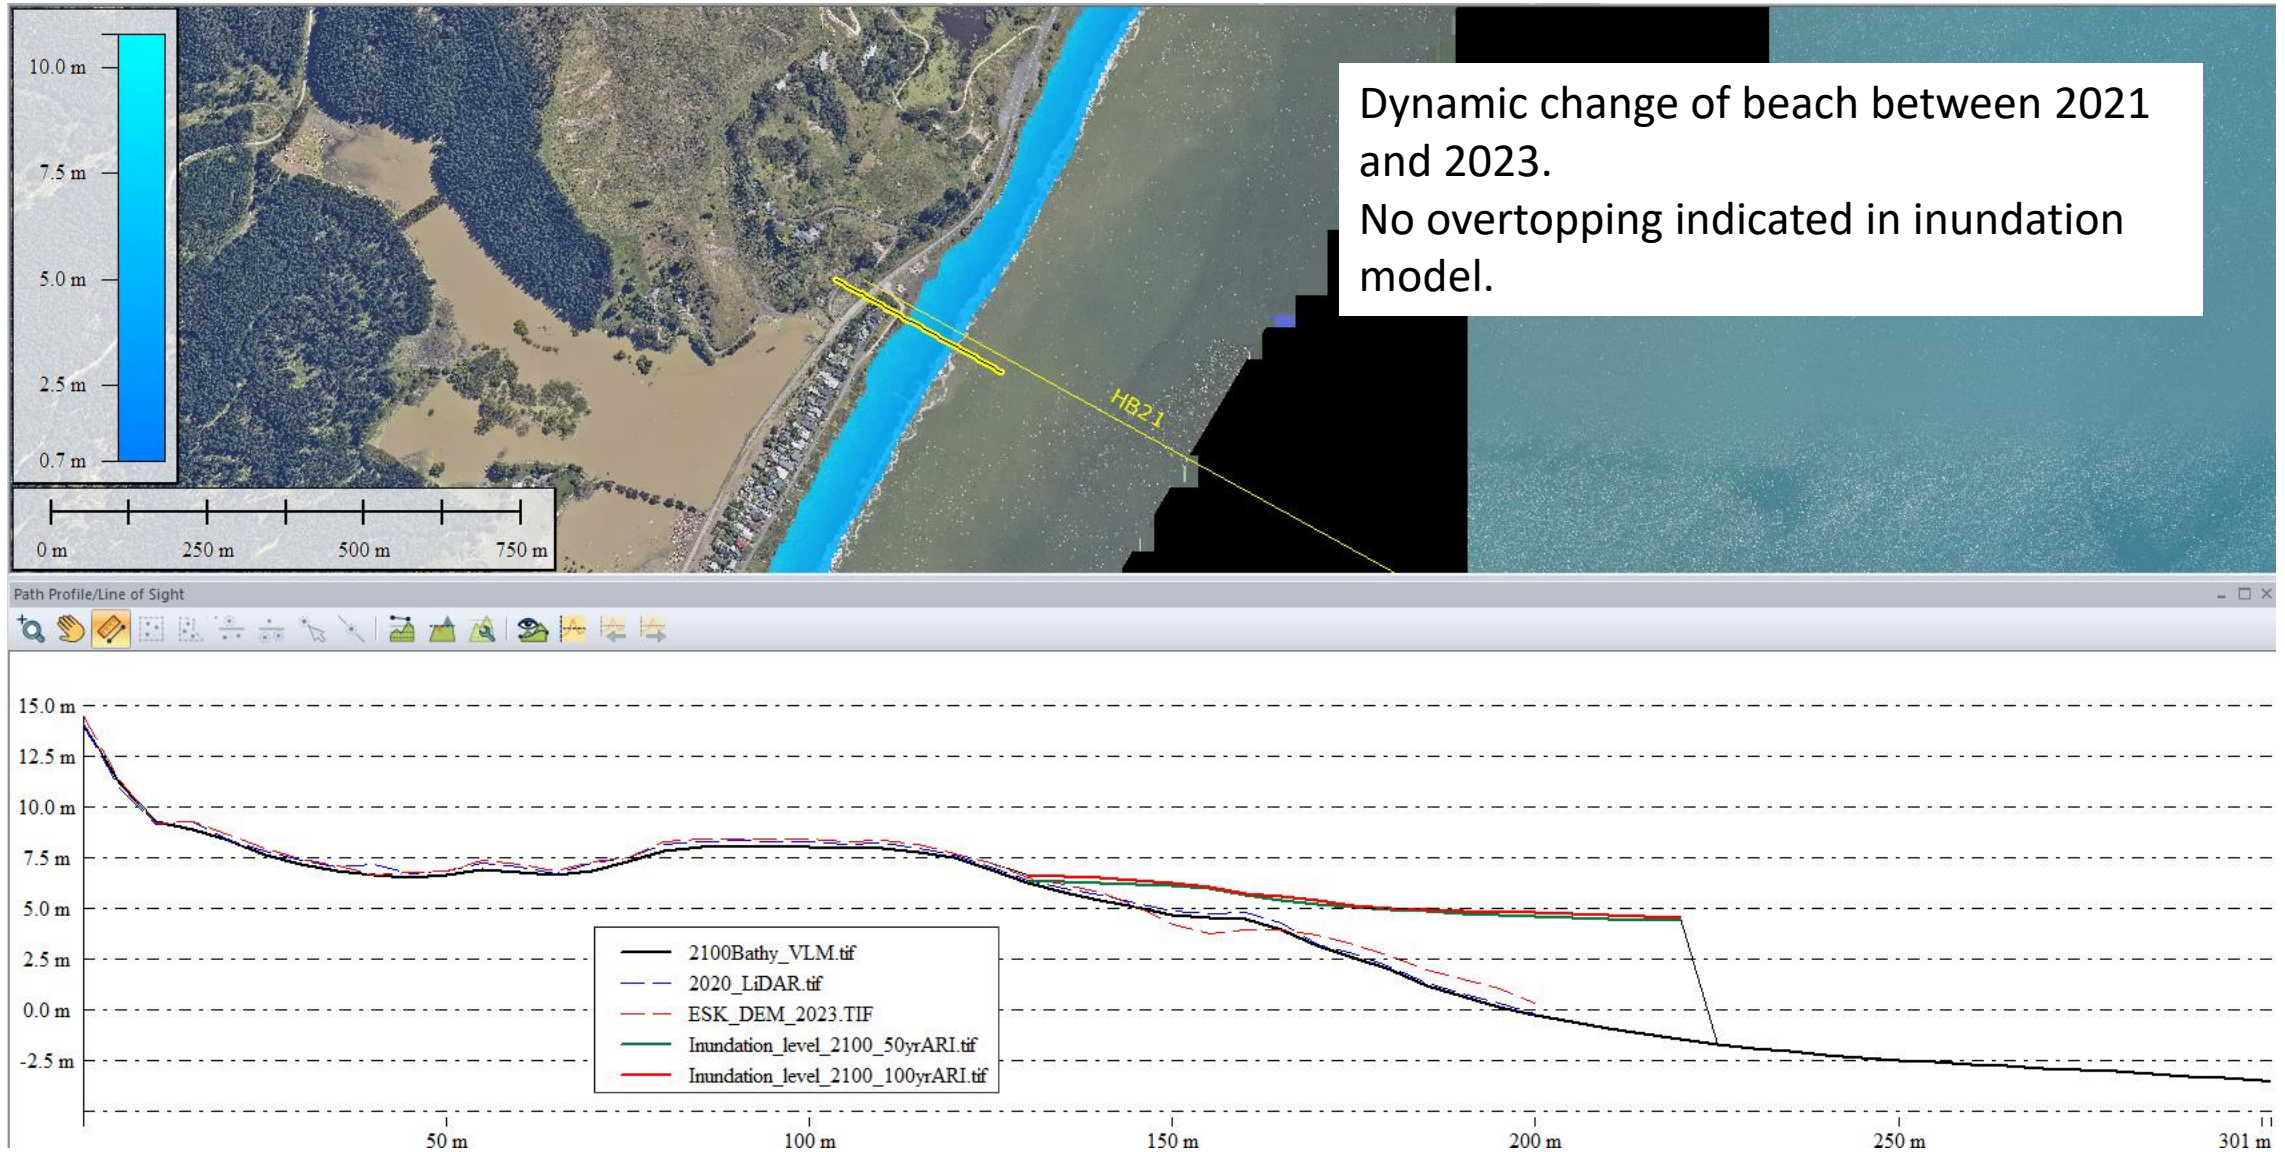 10.0 m
7.5 m
5.0 m
2.5 m
0.7 m
0 m 250 m 500 m 750 m
HB21
Dynamic change of beach between 2021
and 2023.
No overtopping indicated in inundation
model.
Path Profile/Line of Sight
15.0 m
12.5 m
10.0 m
7.5 m
5.0 m
2.5 m
0.0 m
-2.5 m
2100Bathy_VLM.tif
2020_LiDAR.tif
ESK_DEM_2023.TIF
Inundation_level_2100_50yrARI.tif
Inundation_level_2100_100yrARI.tif
50 m 100 m 150 m 200 m 250 m 301 m